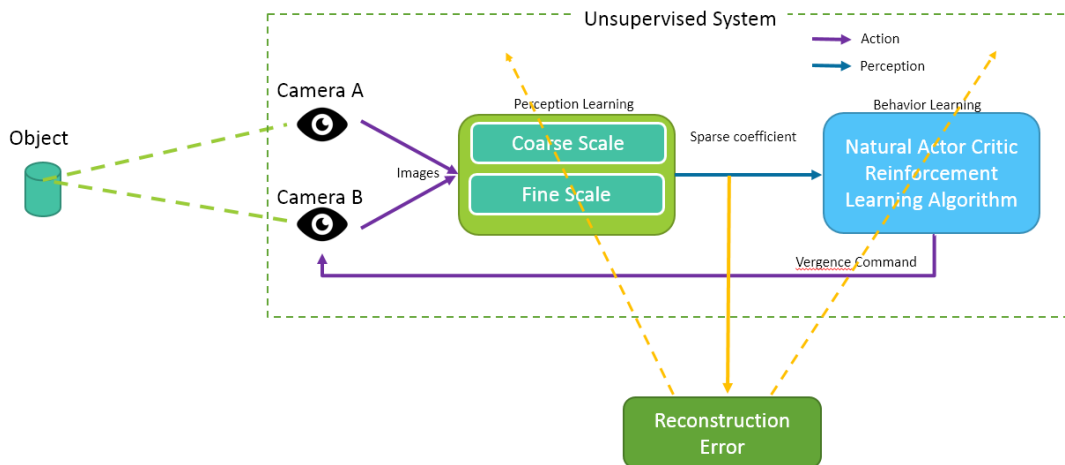 Unsupervised System
Action
Perception
Camera A
Object
Camera B
Images
Perception Learning
Coarse Scale
Fine Scale
Sparse coefficient
Behavior Learning
Natural Actor Critic
Reinforcement
Learning Algorithm
Vergence Command
Reconstruction
Error